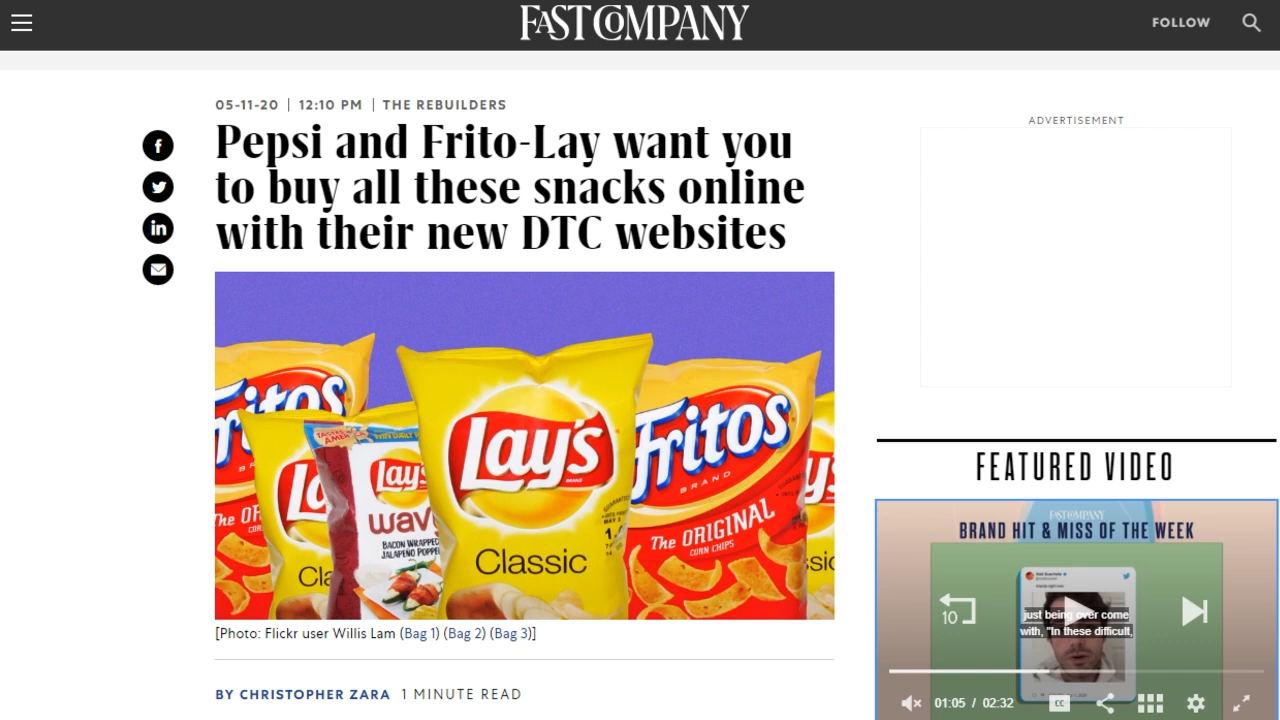 FAST COMPANY
FOLLOW
05-11-20 | 12:10 PM | THE REBUILDERS
Pepsi and Frito-Lay want you
to buy all these snacks online
with their new DTC websites
ADVERTISEMENT
Fritos
Lay's
BRAND
Classic
Lay's
wavy
BACON WRAPPED
JALAPEÑO POPPER
Fritos
BRAND
The ORIGINAL
CORN CHIPS
[Photo: Flickr user Willis Lam (Bag 1) (Bag 2) (Bag 3)]
BY CHRISTOPHER ZARA 1 MINUTE READ
FEATURED VIDEO
FAST COMPANY
BRAND HIT & MISS OF THE WEEK
10
just being over come
with, "In these difficult,
01:05 / 02:32
CC